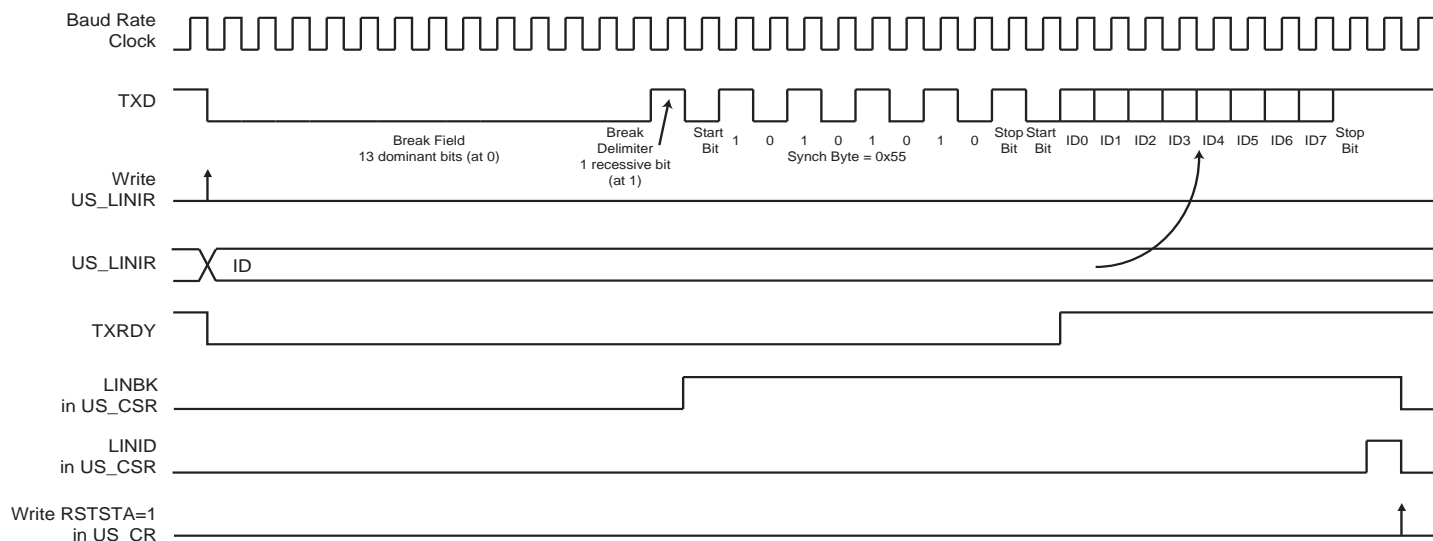 Baud Rate
Clock
TXD
Break Field
13 dominant bits (at 0)
Break
Delimiter
1 recessive bit
(at 1)
Start
Bit
1 0 1 0 1 0 1 0
Synch Byte = 0x55
Stop
Bit
Start
Bit
ID0 ID1 ID2 ID3 ID4 ID5 ID6 ID7
Stop
Bit
Write
US_LINIR
US_LINIR
ID
TXRDY
LINBK
in US_CSR
LINID
in US_CSR
Write RSTSTA=1
in US_CR